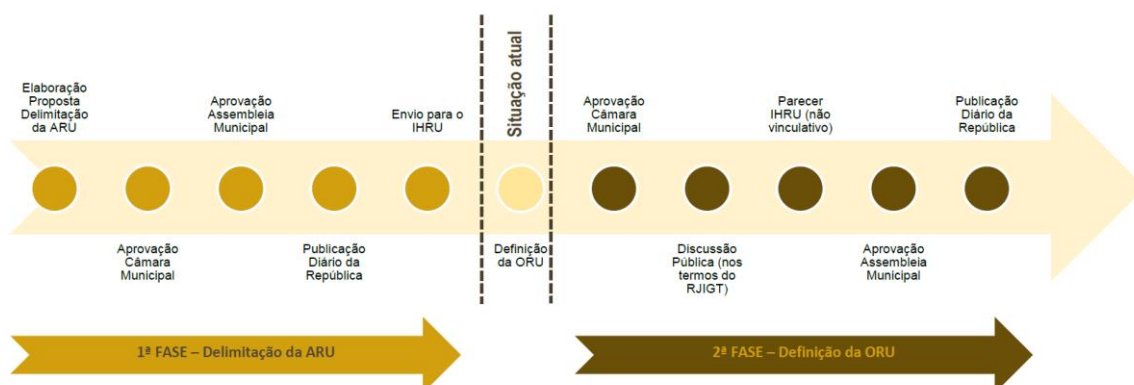 Elaboração
Proposta
Delimitação
da ARU
Aprovação
Câmara
Municipal
Aprovação
Assembleia
Municipal
Publicação
Diário da
República
Envio para o
IHRU
Situação atual
Definição
da ORU
Aprovação
Câmara
Municipal
Discussão
Pública (nos
termos do
RJIGT)
Parecer
IHRU (não
vinculativo)
Aprovação
Assembleia
Municipal
Publicação
Diário da
República
1ª FASE – Delimitação da ARU
2ª FASE – Definição da ORU